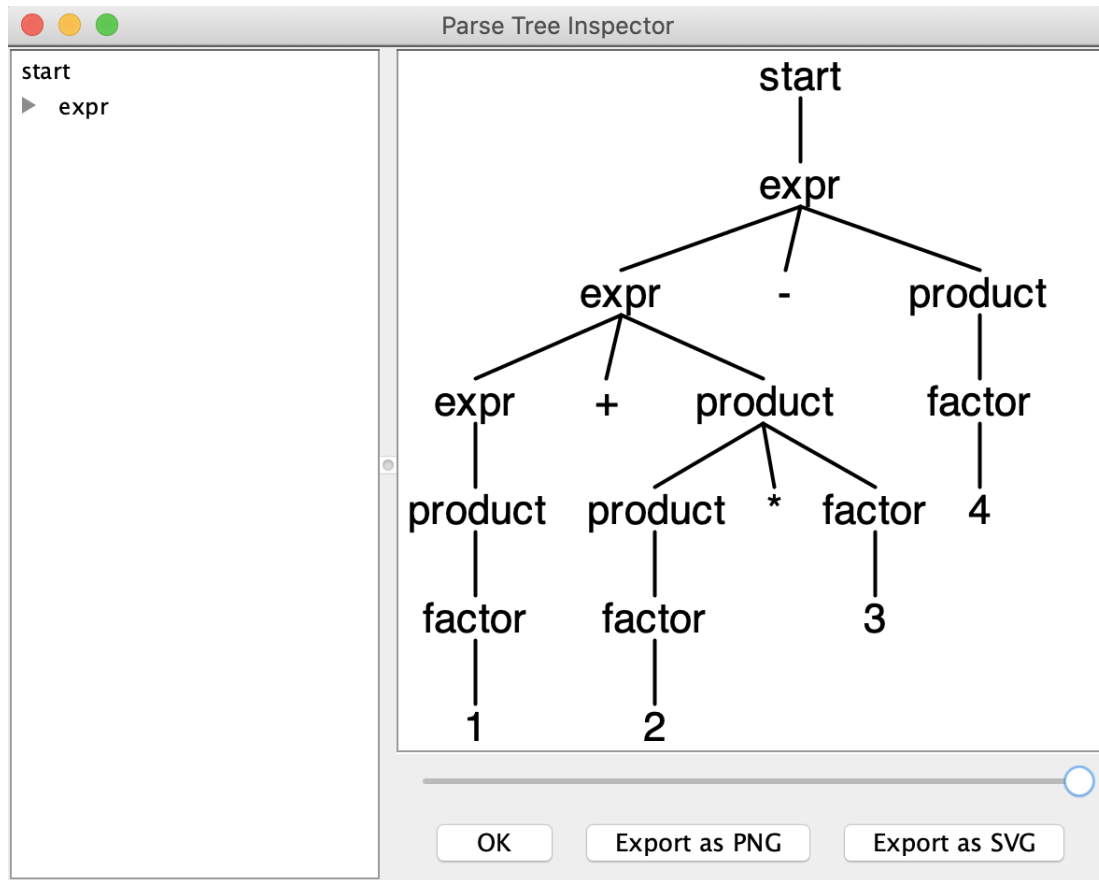 Parse Tree Inspector
start
expr
start
expr
expr - product
expr + product factor
product product * factor 4
factor factor 3
1 2
OK Export as PNG Export as SVG